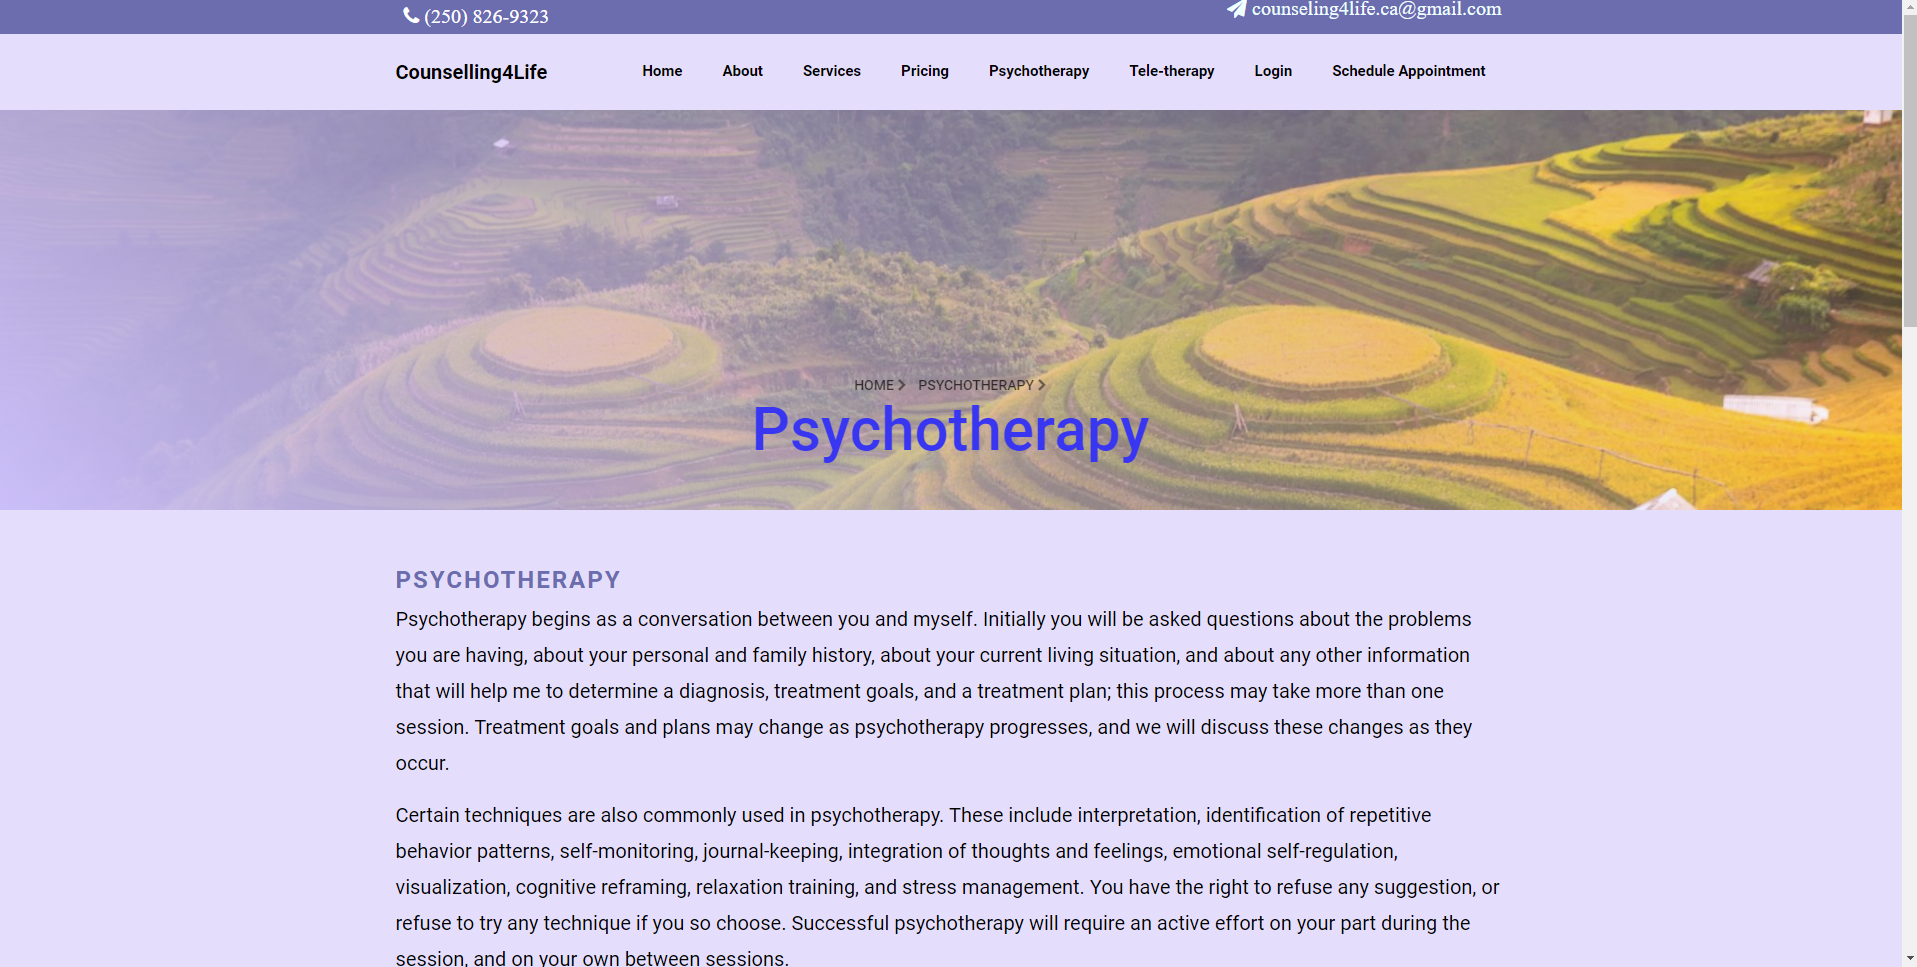 (250) 826-9323
counseling4life.ca@gmail.com
Counselling4Life
Home About Services Pricing Psychotherapy Tele-therapy Login Schedule Appointment
HOME PSYCHOTHERAPY
Psychotherapy
PSYCHOTHERAPY
Psychotherapy begins as a conversation between you and myself. Initially you will be asked questions about the problems
you are having, about your personal and family history, about your current living situation, and about any other information
that will help me to determine a diagnosis, treatment goals, and a treatment plan; this process may take more than one
session. Treatment goals and plans may change as psychotherapy progresses, and we will discuss these changes as they
occur.
Certain techniques are also commonly used in psychotherapy. These include interpretation, identification of repetitive
behavior patterns, self-monitoring, journal-keeping, integration of thoughts and feelings, emotional self-regulation,
visualization, cognitive reframing, relaxation training, and stress management. You have the right to refuse any suggestion, or
refuse to try any technique if you so choose. Successful psychotherapy will require an active effort on your part during the
session, and on your own between sessions.